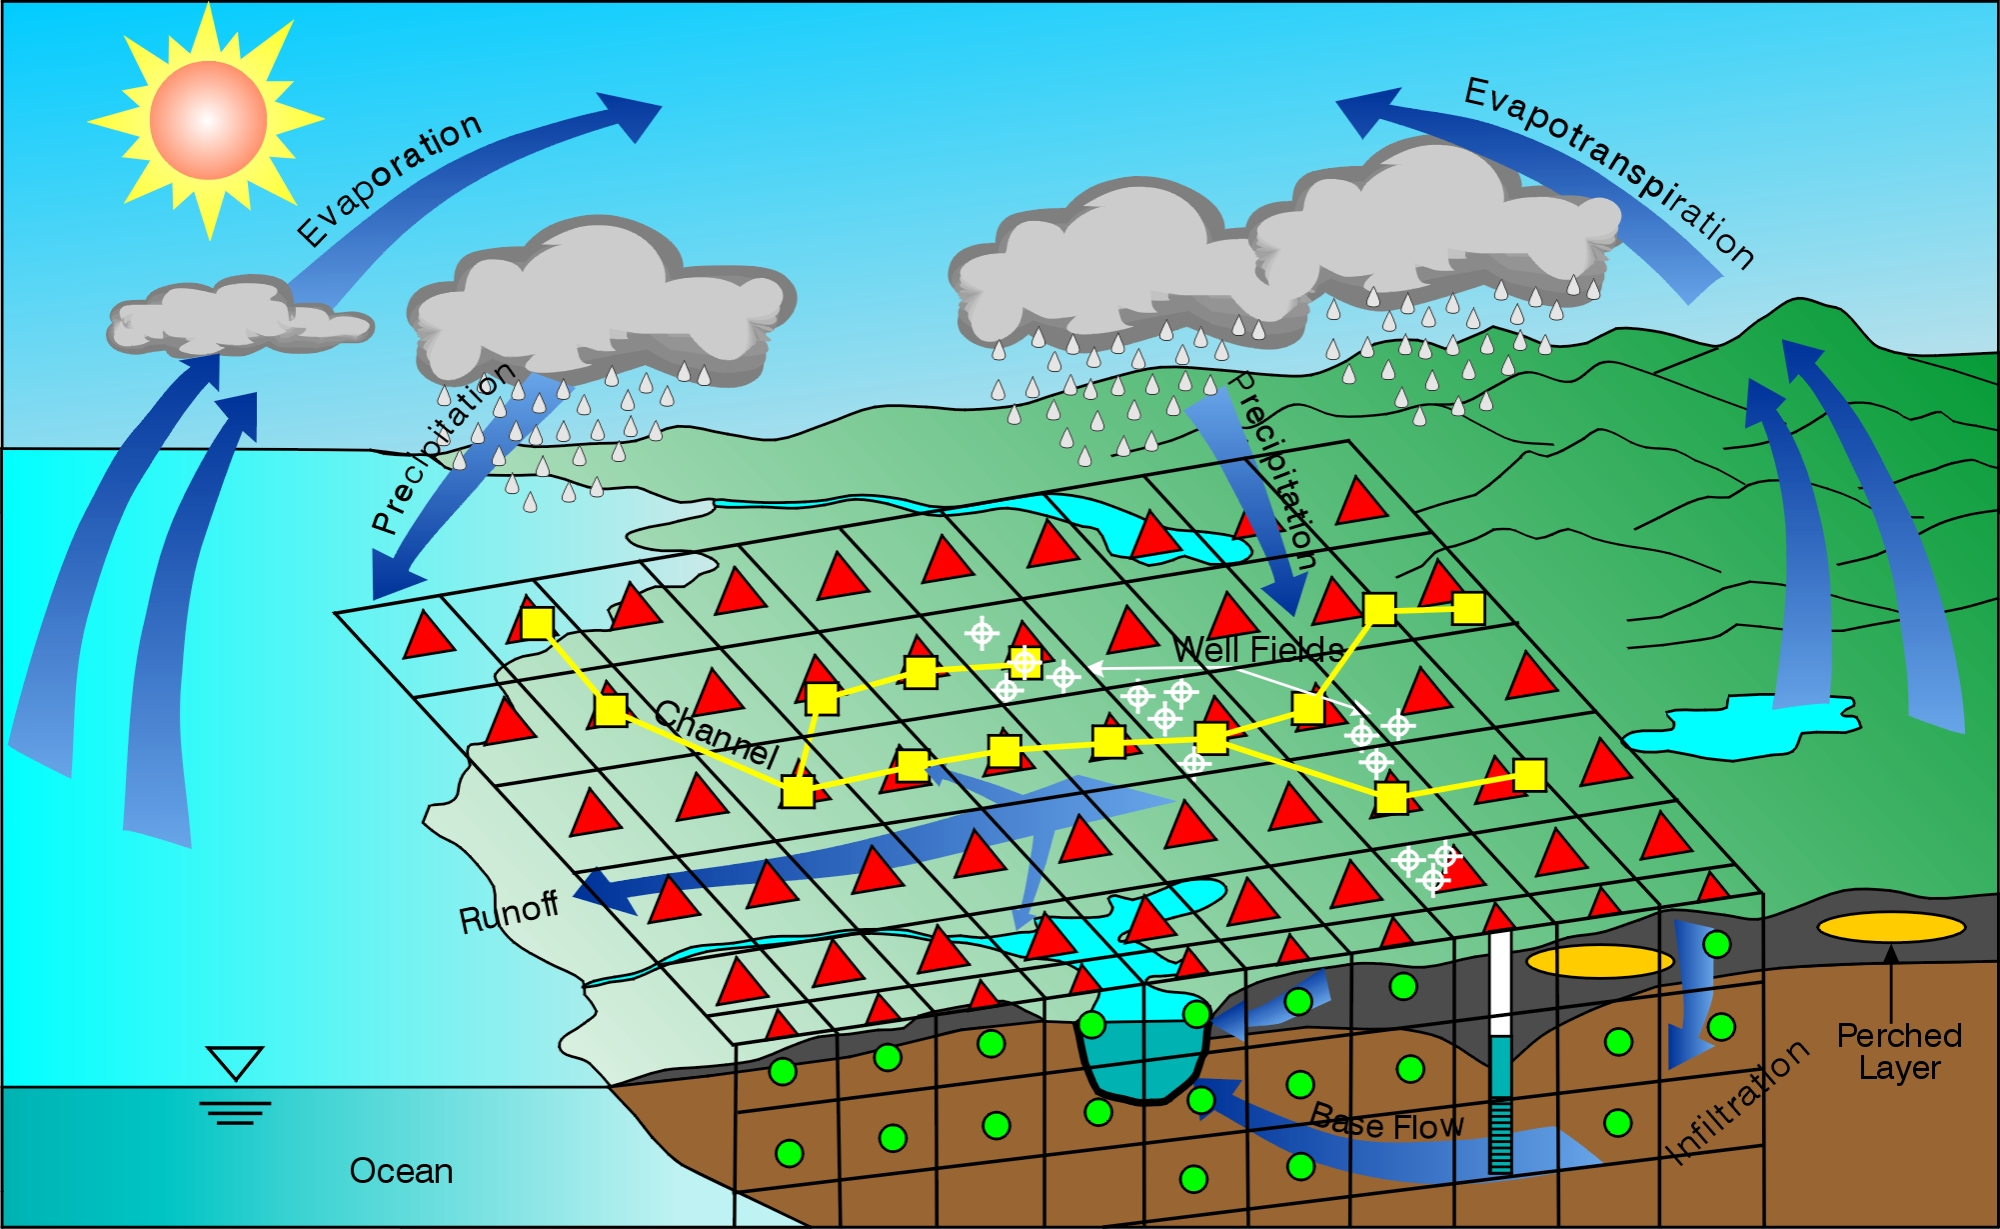 Evaporation
Evapotranspiration
Precipitation
Precipitation
Well Fields
Channel
Runoff
Perched
Layer
Infiltration
Base Flow
Ocean